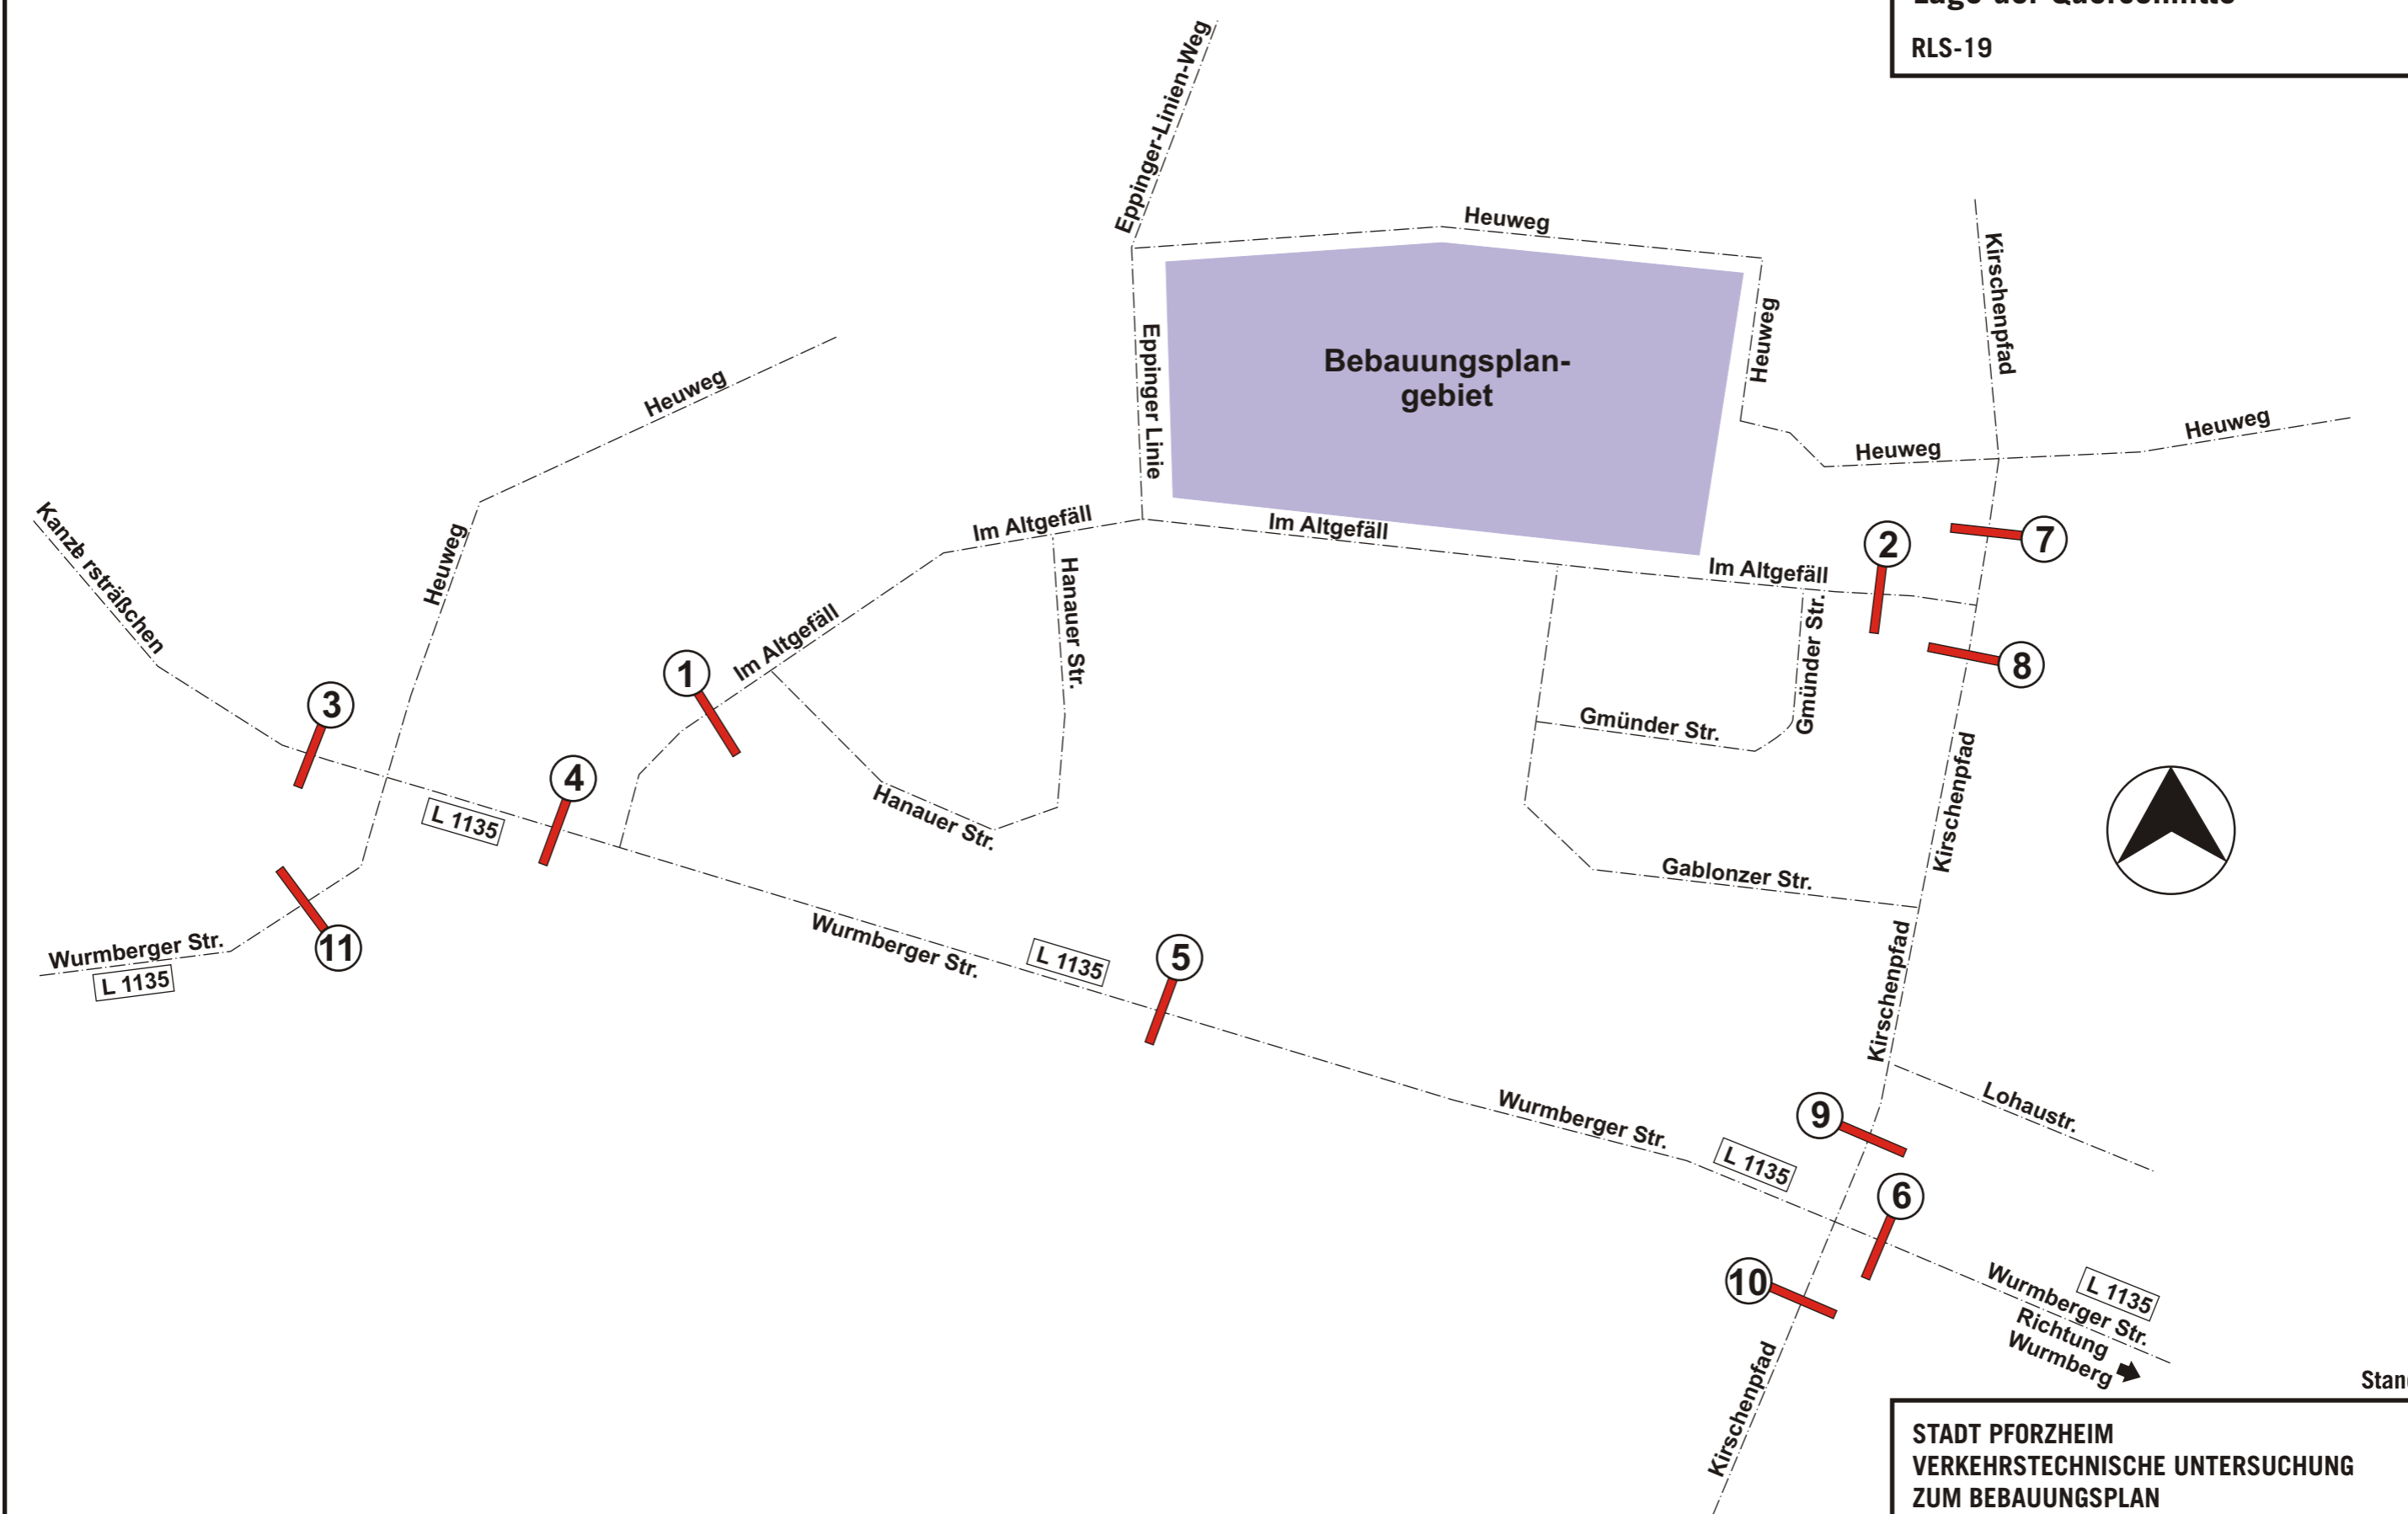 RLS-19
Eppinger-Linien-Weg
Heuweg
Kirschenpfad
Heuweg
Eppinger Linie
Bebauungsplan-
gebiet
Heuweg
Heuweg
Heuweg
Heuweg
Kanzle rsträßchen
Im Altgefäll
Im Altgefäll
Im Altgefäll
7
2
Hanauer Str.
Gmünder Str.
Im Altgefäll
8
1
3
Gmünder Str.
4
Kirschenpfad
L 1135
Hanauer Str.
Gablonzer Str.
Wurmberger Str.
L 1135
11
Wurmberger Str.
L 1135
5
Kirschenpfad
Wurmberger Str.
Lohaustr.
9
L 1135
6
10
Wurmberger Str.
L 1135
Richtung
Wurmberg
Kirschenpfad
STADT PFORZHEIM
VERKEHRSTECHNISCHE UNTERSUCHUNG
ZUM BEBAUUNGSPLAN